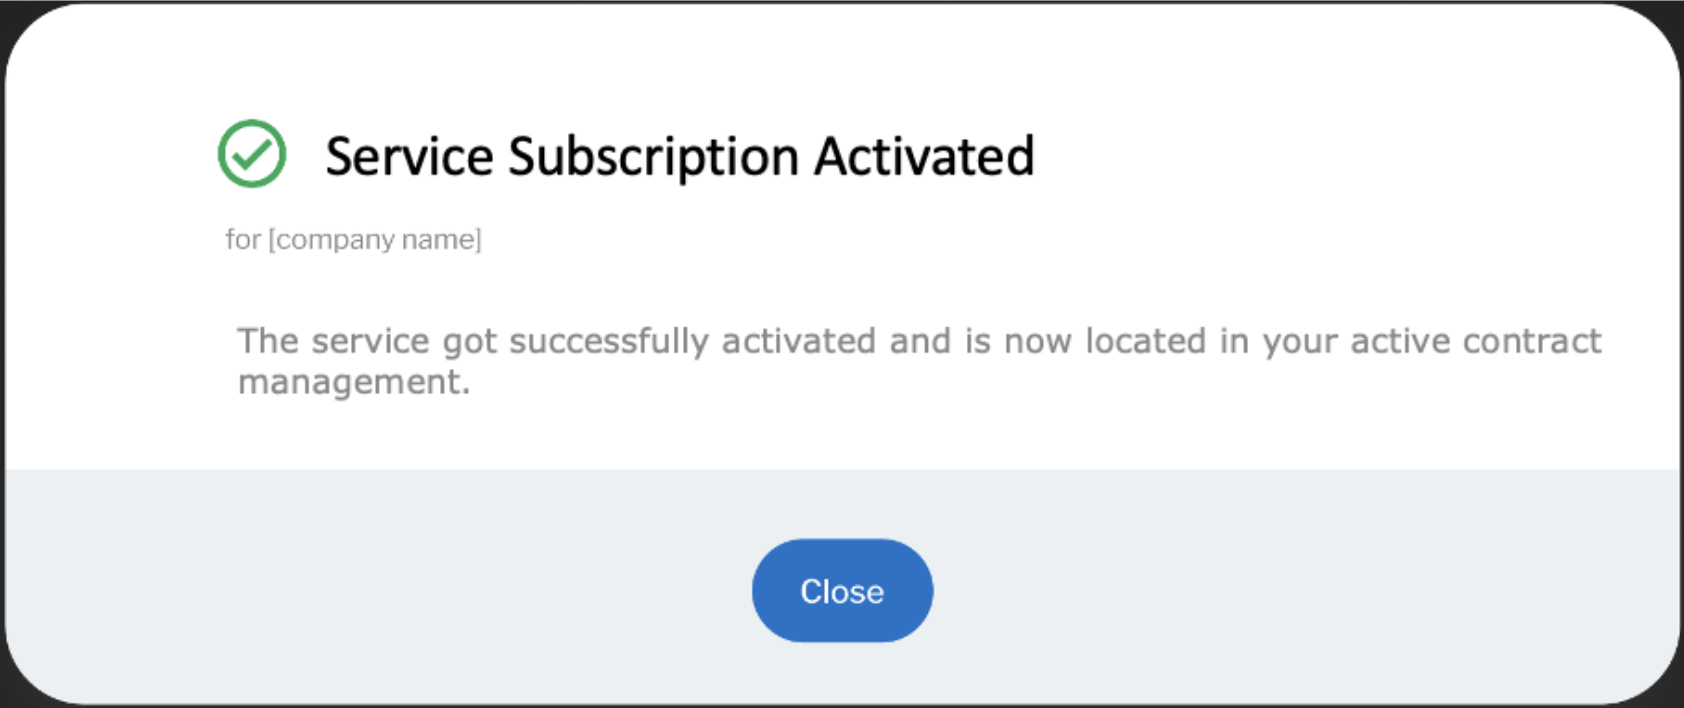 Service Subscription Activated
for [company name]
The service got successfully activated and is now located in your active contract
management.
Close